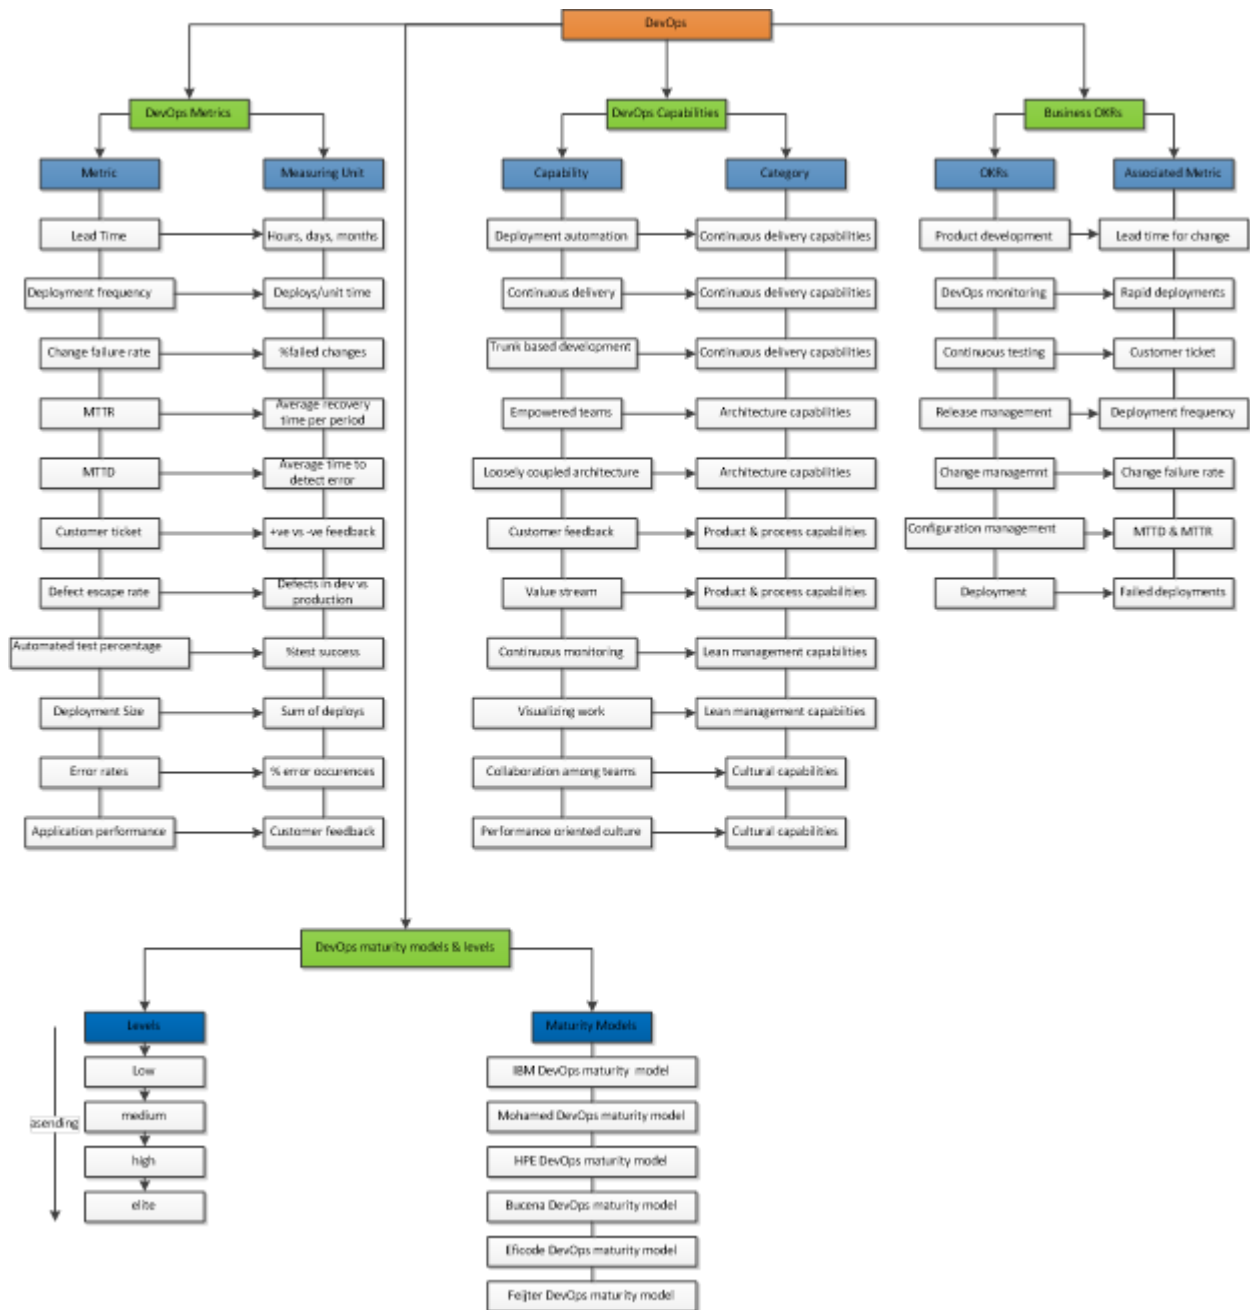 DevOps
DevOps Metrics
DevOps Capabilities
Business OKRs
Metric
Measuring Unit
Capability
Category
OKRs
Associated Metric
Lead Time
Hours, days, months
Deployment automation
Continuous delivery capabilities
Product development
Lead time for change
Deployment frequency
Deploys/unit time
Continuous delivery
Continuous delivery capabilities
DevOps monitoring
Rapid deployments
Change failure rate
%failed changes
Trunk based development
Continuous delivery capabilities
Continuous testing
Customer ticket
MTTR
Average recovery
time per period
Empowered teams
Architecture capabilities
Release management
Deployment frequency
MTTD
Average time to
detect error
Loosely coupled architecture
Architecture capabilities
Change managemnt
Change failure rate
Customer ticket
+ve vs -ve feedback
Customer feedback
Product & process capabilities
Configuration management
MTTD & MTTR
Defect escape rate
Defects in dev vs
production
Value stream
Product & process capabilities
Deployment
Failed deployments
Automated test percentage
%test success
Continuous monitoring
Lean management capabilities
Deployment Size
Sum of deploys
Visualizing work
Lean management capabiities
Error rates
% error occurences
Collaboration among teams
Cultural capabilities
Application performance
Customer feedback
Performance oriented culture
Cultural capabilities
DevOps maturity models & levels
Levels
Maturity Models
Low
IBM DevOps maturity model
medium
Mohamed DevOps maturity model
asending
high
HPE DevOps maturity model
elite
Bucena DevOps maturity model
Eficode DevOps maturity model
Feijter DevOps maturity model